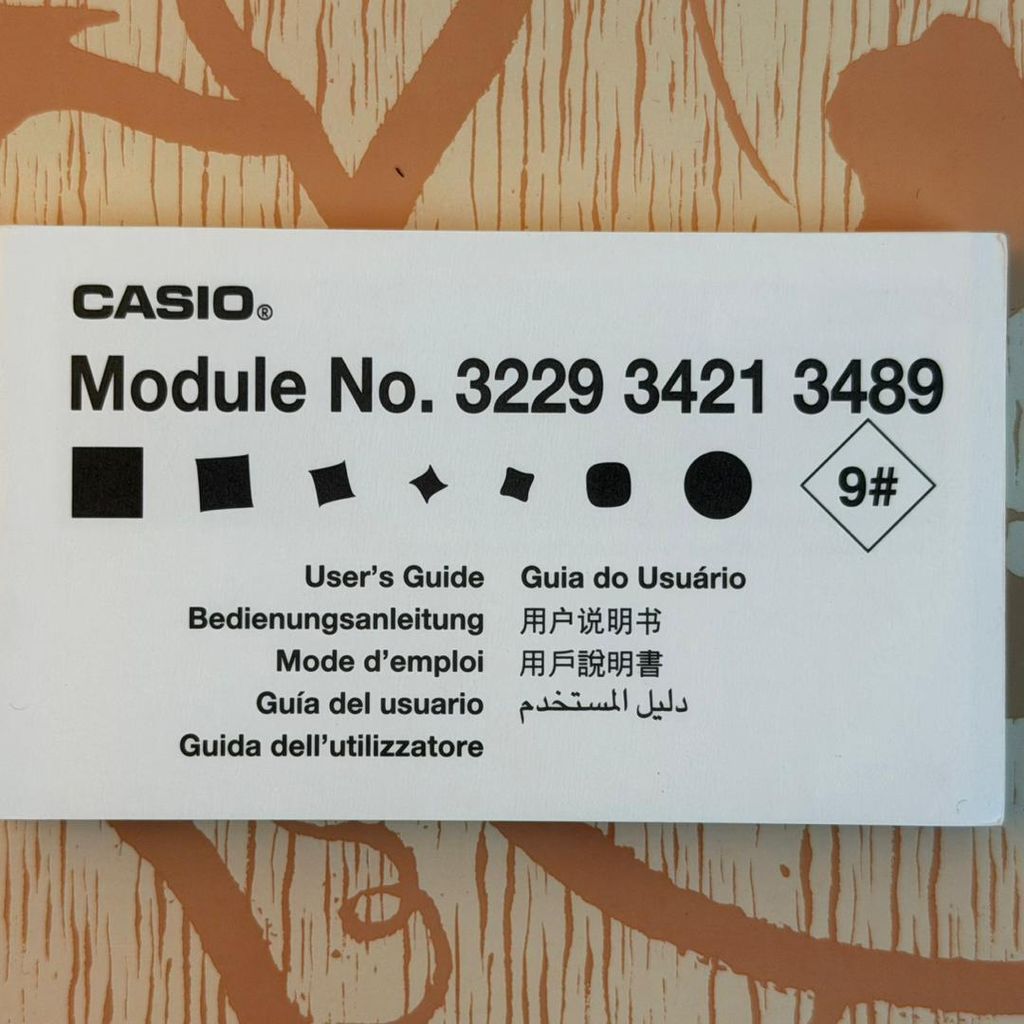 CASIO®
Module No. 3229 3421 3489
9#
User's Guide
Bedienungsanleitung
Mode d'emploi
Guía del usuario
Guida dell'utilizzatore
Guia do Usuário
用户说明书
用戶說明書
دليل المستخدم